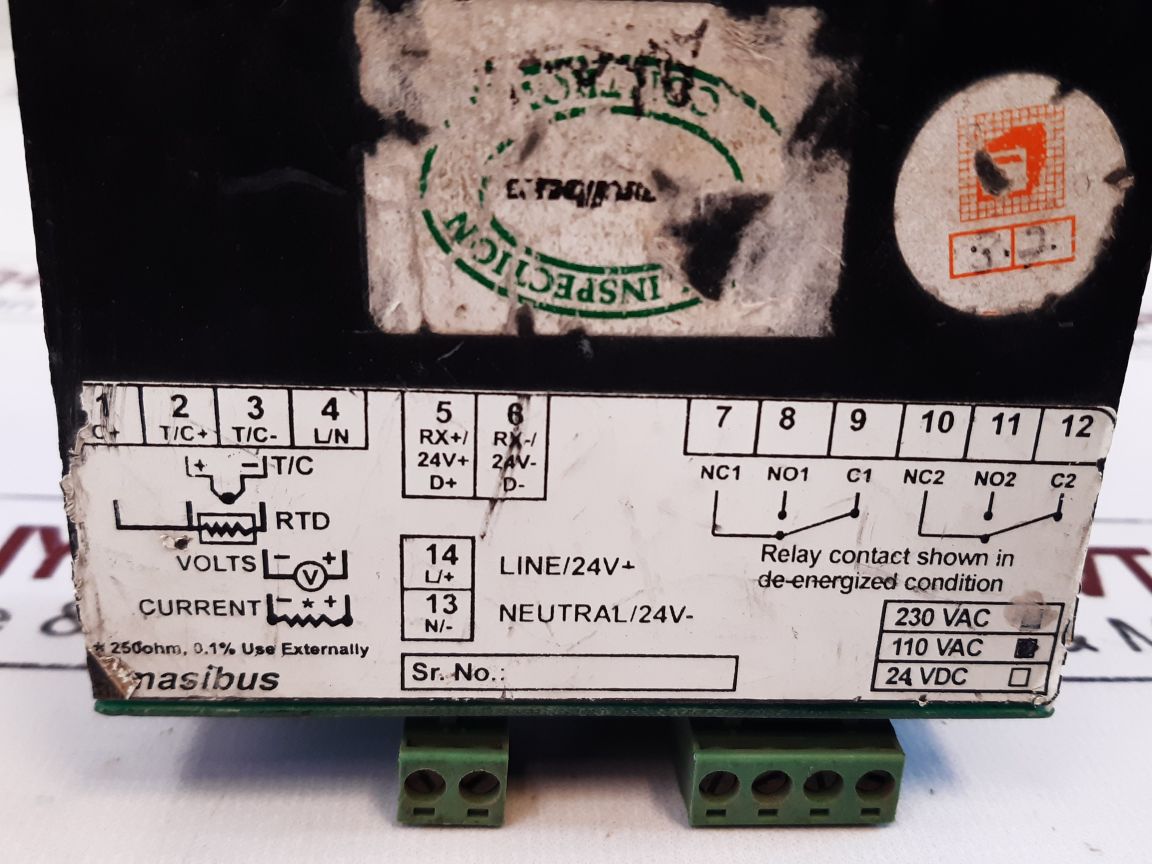 CONTROL
masibus
INSPECTION
1 2 3 4
C+ T/C+ T/C- L/N
5 6
RX+/ RX-/
24V+ 24V-
D+ D-
7 8 9 10 11 12
NC1 NO1 C1 NC2 NO2 C2
+ - T/C
RTD
VOLTS - V +
CURRENT - * +
* 250ohm, 0.1% Use Externally
masibus
14
L/+
LINE/24V+
13
N/-
NEUTRAL/24V-
Sr. No.:
Relay contact shown in
de-energized condition
230 VAC
110 VAC
24 VDC